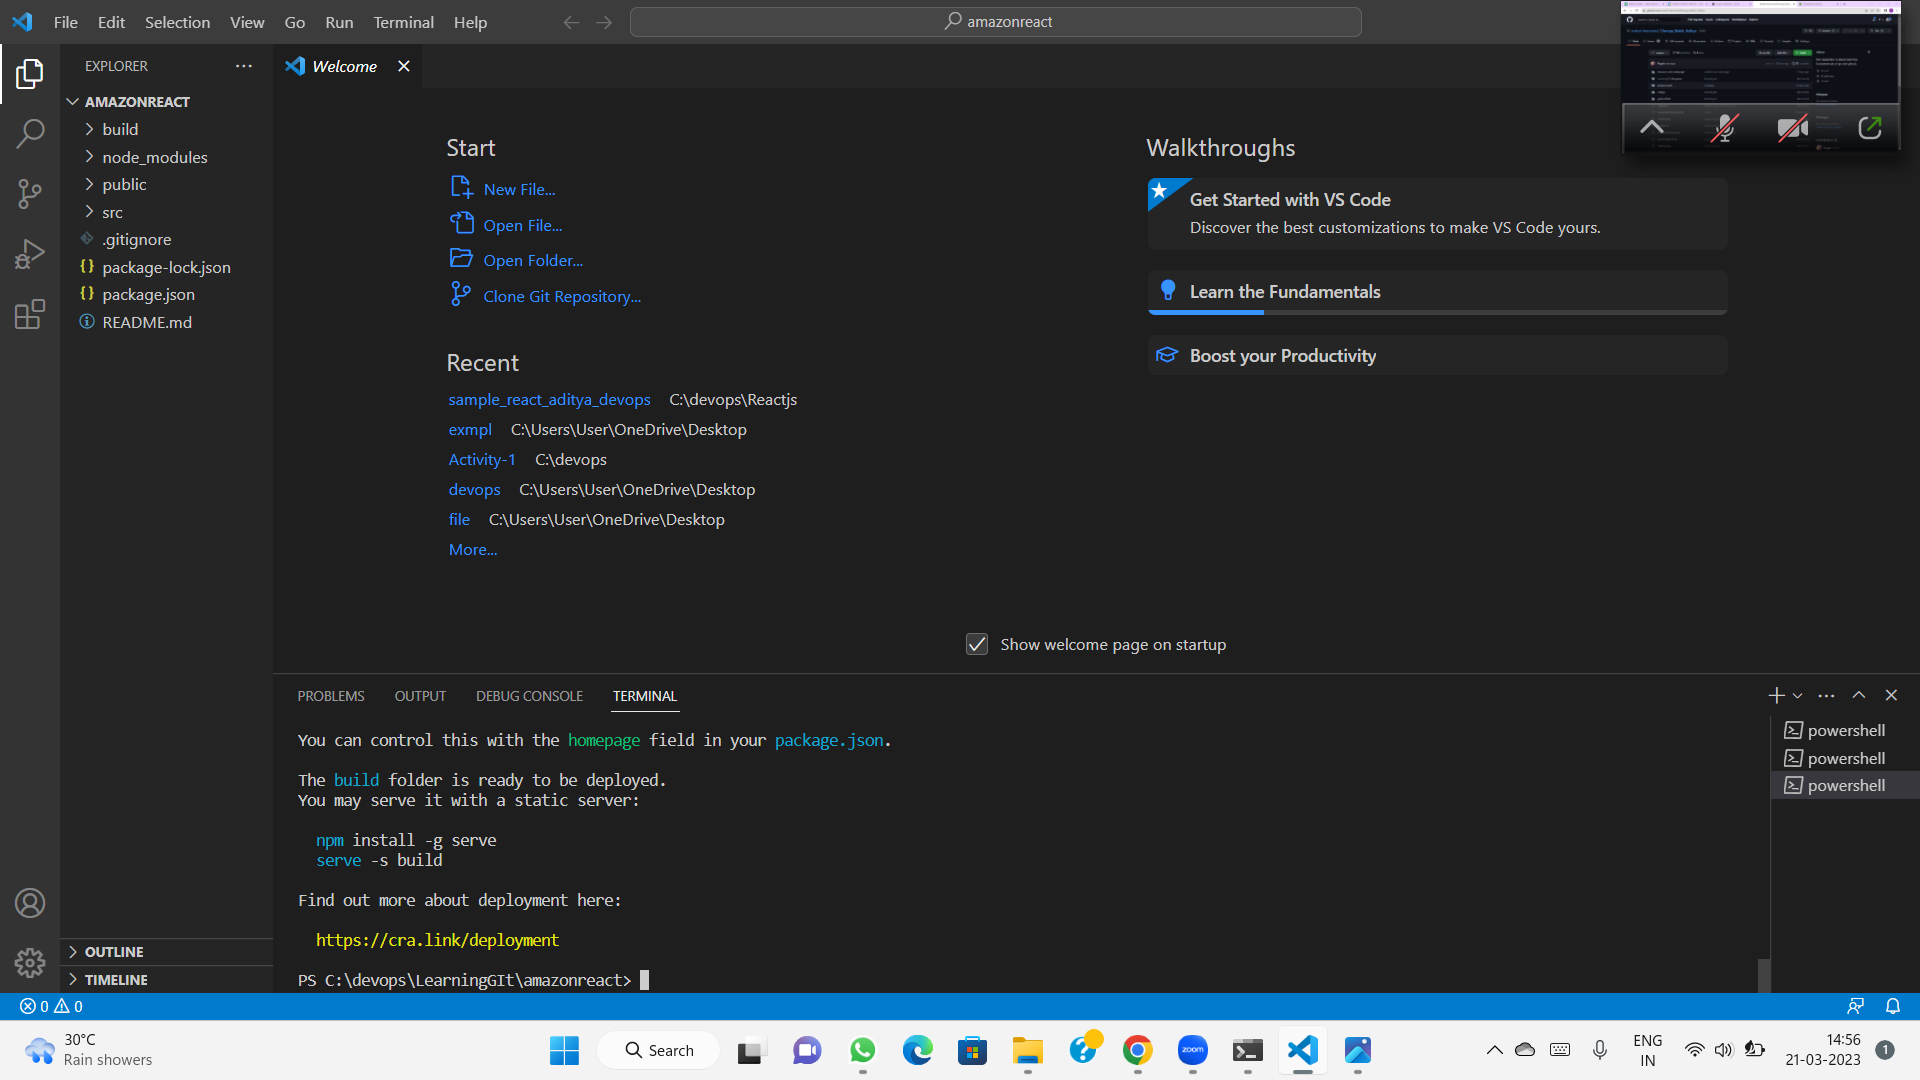 File Edit Selection View Go Run Terminal Help
amazonreact
EXPLORER
Welcome
AMAZONREACT
build
node_modules
public
src
.gitignore
package-lock.json
package.json
README.md
OUTLINE
TIMELINE
Start
New File...
Open File...
Open Folder...
Clone Git Repository...
Recent
sample_react_aditya_devops C:\devops\Reactjs
exmpl C:\Users\User\OneDrive\Desktop
Activity-1 C:\devops
devops C:\Users\User\OneDrive\Desktop
file C:\Users\User\OneDrive\Desktop
More...
Walkthroughs
Get Started with VS Code
Discover the best customizations to make VS Code yours.
Learn the Fundamentals
Boost your Productivity
Show welcome page on startup
PROBLEMS OUTPUT DEBUG CONSOLE TERMINAL
You can control this with the homepage field in your package.json.
The build folder is ready to be deployed.
You may serve it with a static server:
npm install -g serve
serve -s build
Find out more about deployment here:
https://cra.link/deployment
PS C:\devops\LearningGIt\amazonreact>
powershell
powershell
powershell
0 0
30°C
Rain showers
Search
zoom
ENG
IN
14:56
21-03-2023
1